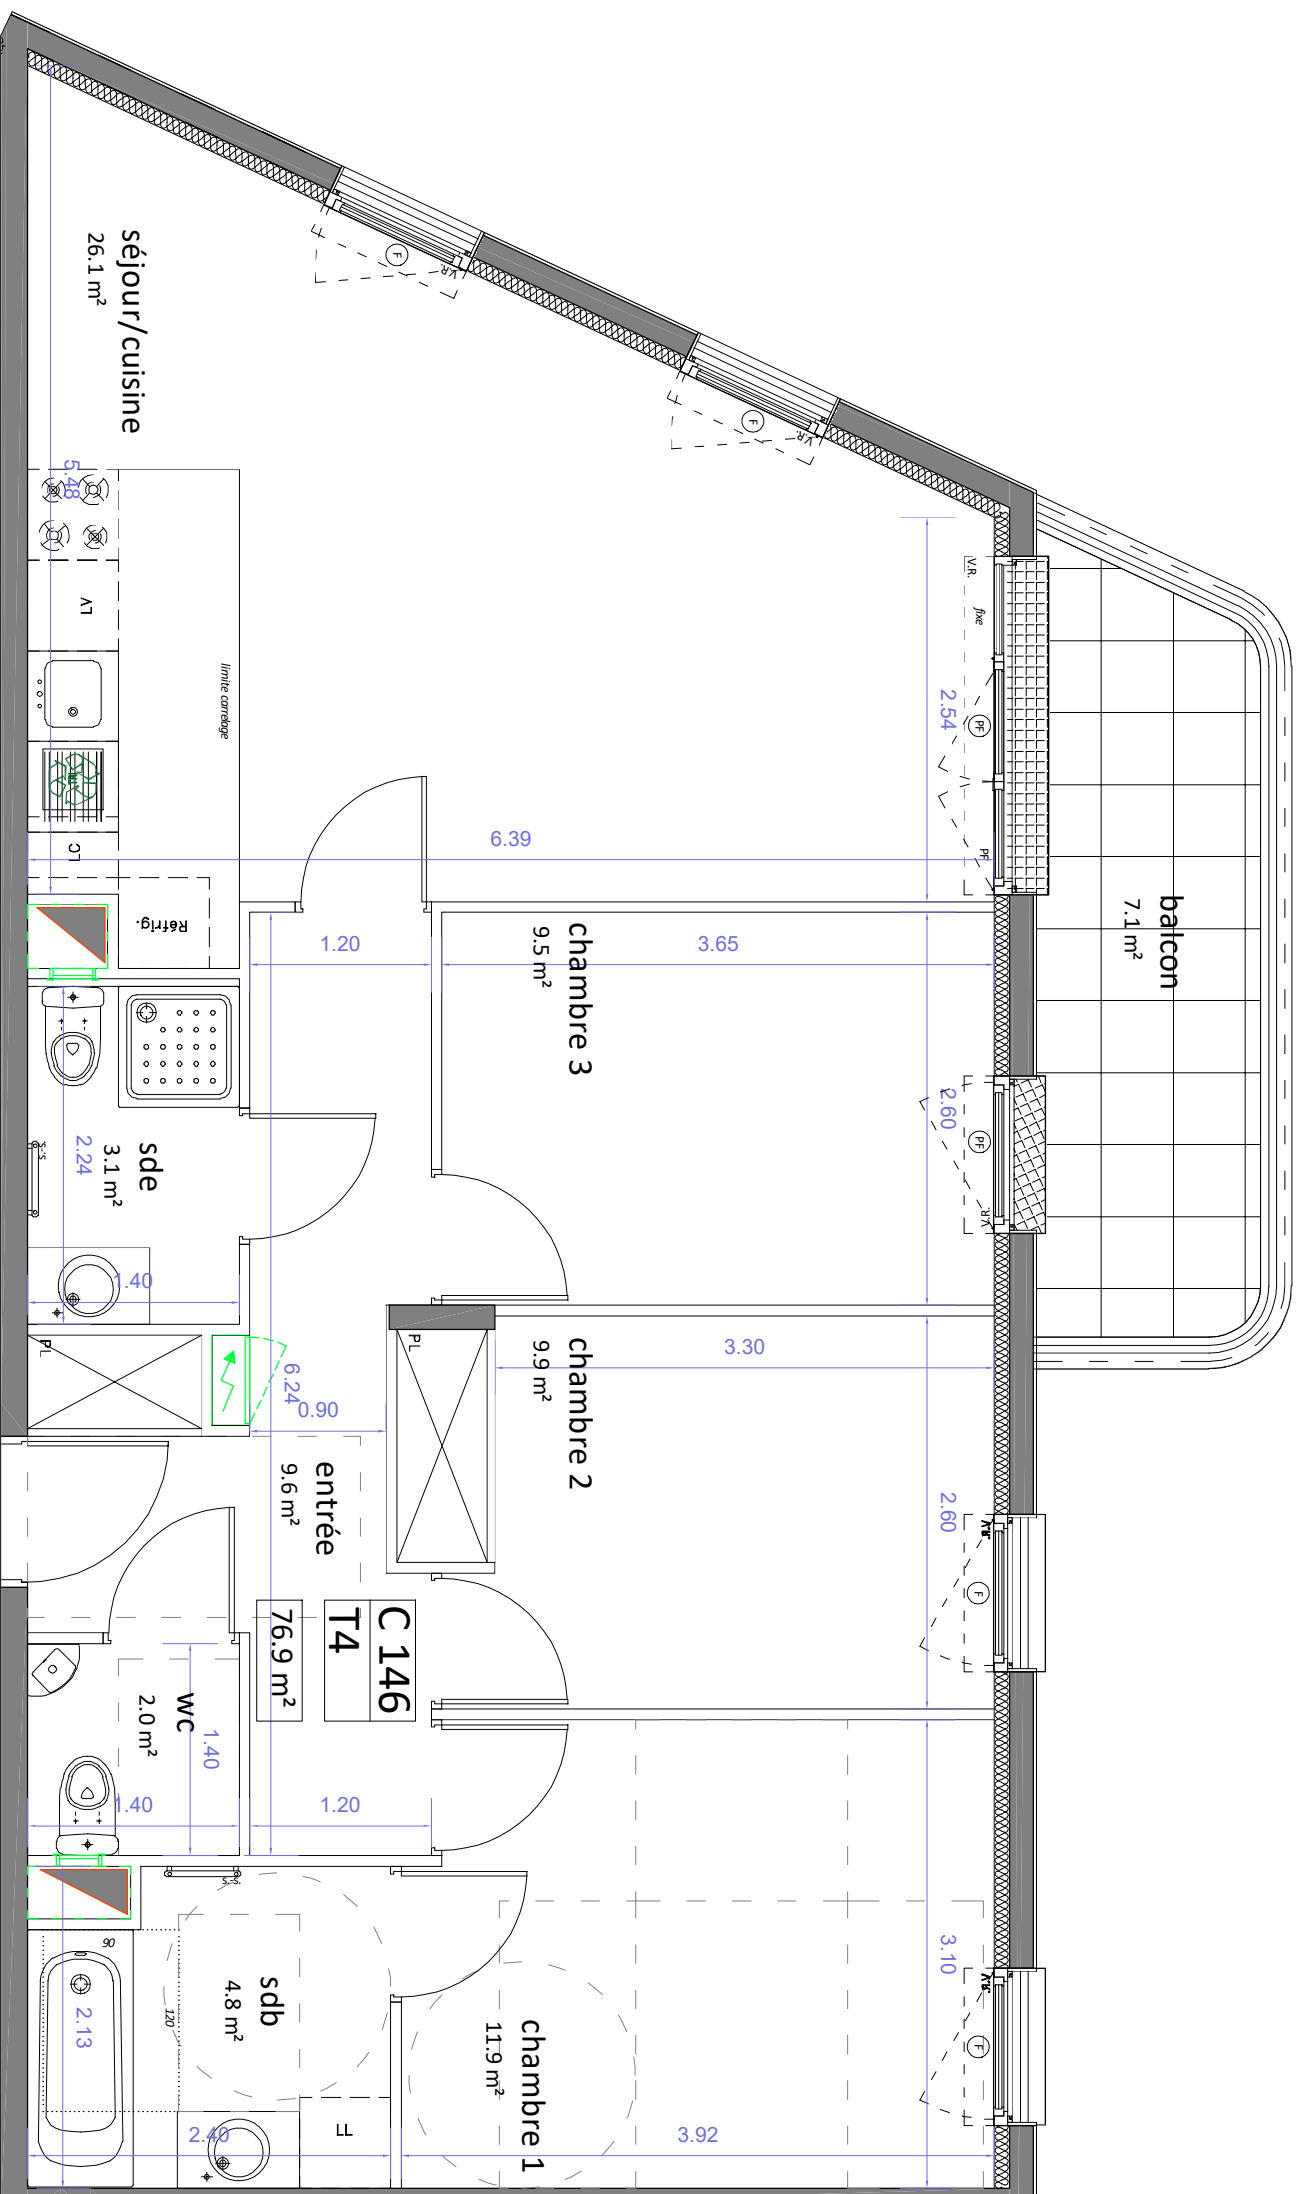 séjour/cuisine
26.1 m²
5.48
LV
limite carrelage
LC
Réfrig.
V.R.
F
V.R.
F
V.R.
fixe
PF
PF
2.54
6.39
balcon
7.1 m²
1.20
3.65
chambre 3
9.5 m²
2.60
PF
V.R.
sde
3.1 m²
2.24
S.-S.
1.40
PL
PL
6.24
0.90
chambre 2
9.9 m²
3.30
2.60
V.R.
F
entrée
9.6 m²
C 146
T4
76.9 m²
wc
2.0 m²
1.40
1.40
1.20
S.-S.
90
120
sdb
4.8 m²
2.13
2.40
LL
chambre 1
11.9 m²
3.92
3.10
V.R.
F